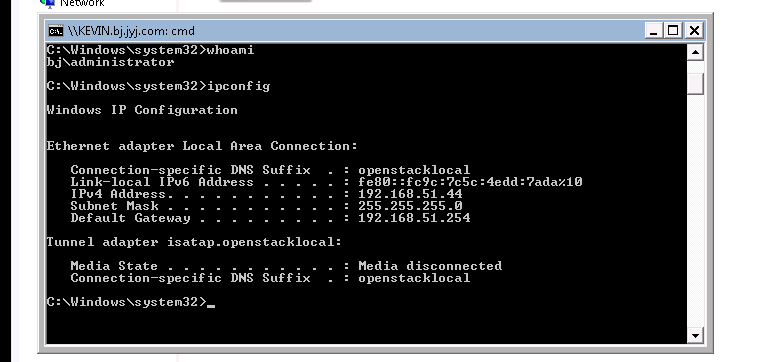 Network
\\KEVIN.bj.jyj.com: cmd
C:\Windows\system32>whoami
bj\administrator
C:\Windows\system32>ipconfig
Windows IP Configuration
Ethernet adapter Local Area Connection:
Connection-specific DNS Suffix  . : openstacklocal
Link-local IPv6 Address . . . . . : fe80::fc9c:7c5c:4edd:7ada%10
IPv4 Address. . . . . . . . . . . : 192.168.51.44
Subnet Mask . . . . . . . . . . . : 255.255.255.0
Default Gateway . . . . . . . . . : 192.168.51.254
Tunnel adapter isatap.openstacklocal:
Media State . . . . . . . . . . . : Media disconnected
Connection-specific DNS Suffix  . : openstacklocal
C:\Windows\system32>_